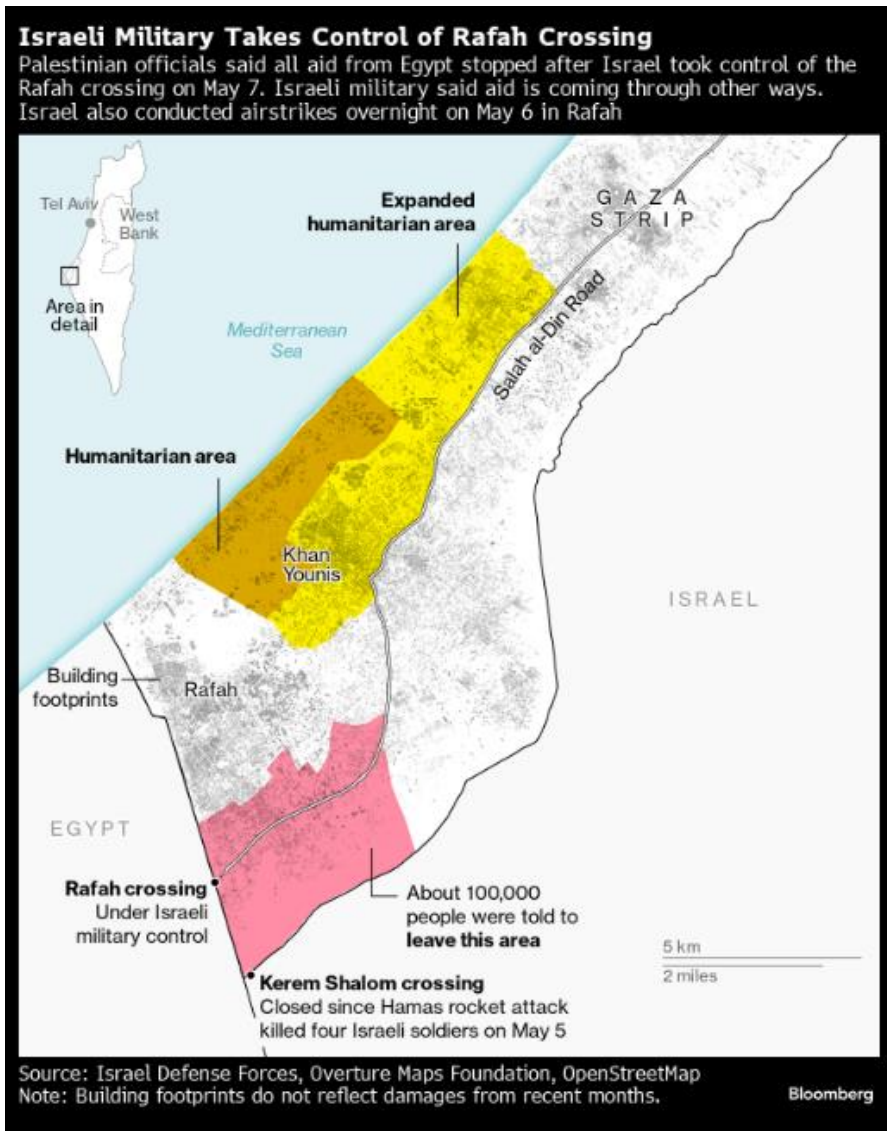 Israeli Military Takes Control of Rafah Crossing
Palestinian officials said all aid from Egypt stopped after Israel took control of the
Rafah crossing on May 7. Israeli military said aid is coming through other ways.
Israel also conducted airstrikes overnight on May 6 in Rafah
Tel Aviv
West
Bank
Area in
detail
Expanded
humanitarian area
GAZA
STRIP
Mediterranean
Sea
Salah al-Din Road
Humanitarian area
Khan
Younis
ISRAEL
Building
footprints
Rafah
EGYPT
Rafah crossing
Under Israeli
military control
About 100,000
people were told to
leave this area
5 km
2 miles
Kerem Shalom crossing
Closed since Hamas rocket attack
killed four Israeli soldiers on May 5
Source: Israel Defense Forces, Overture Maps Foundation, OpenStreetMap
Note: Building footprints do not reflect damages from recent months.
Bloomberg